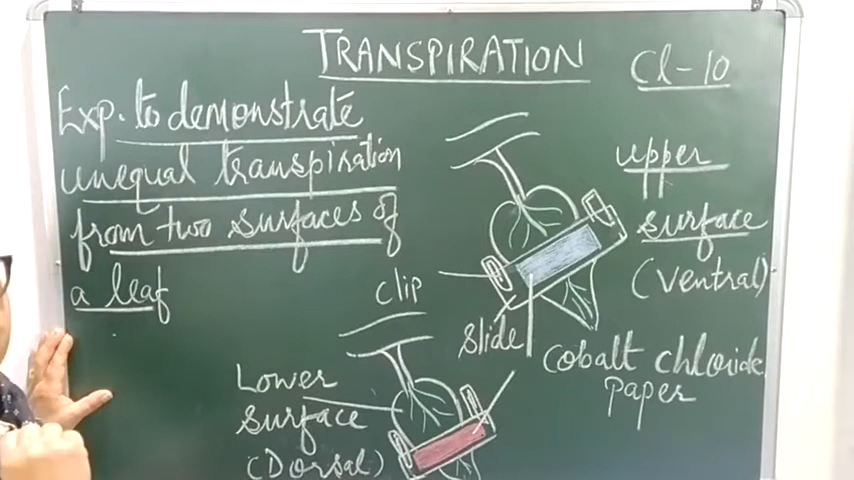 TRANSPIRATION
Cl-10
Exp. to demonstrate
unequal transpiration
from two surfaces of
a leaf
upper
surface
(Ventral)
clip
slide
Cobalt chloride
paper
Lower
surface
(Dorsal)